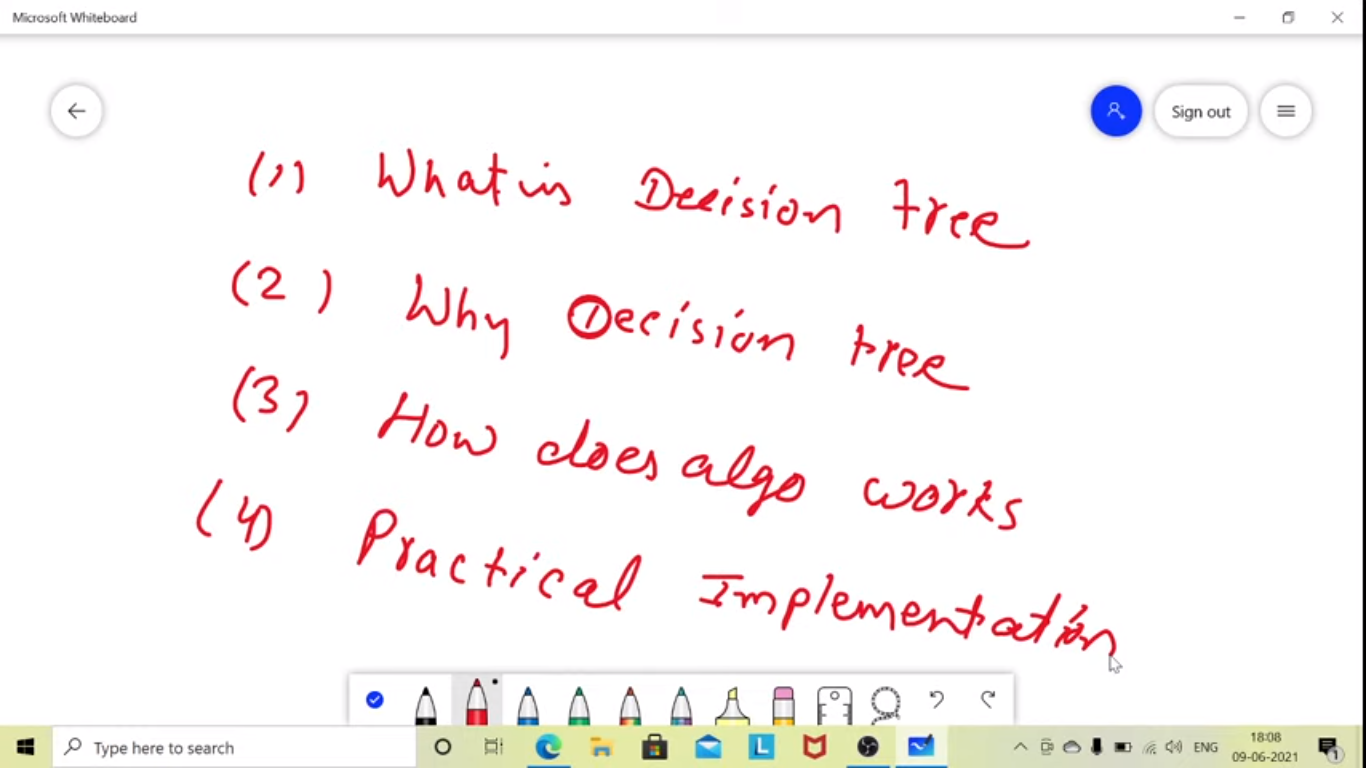 Microsoft Whiteboard
Sign out
(1) What is Decision tree
(2) Why Decision tree
(3) How does algo works
(4) Practical Implementation
Type here to search
ENG
18:08
09-06-2021
1